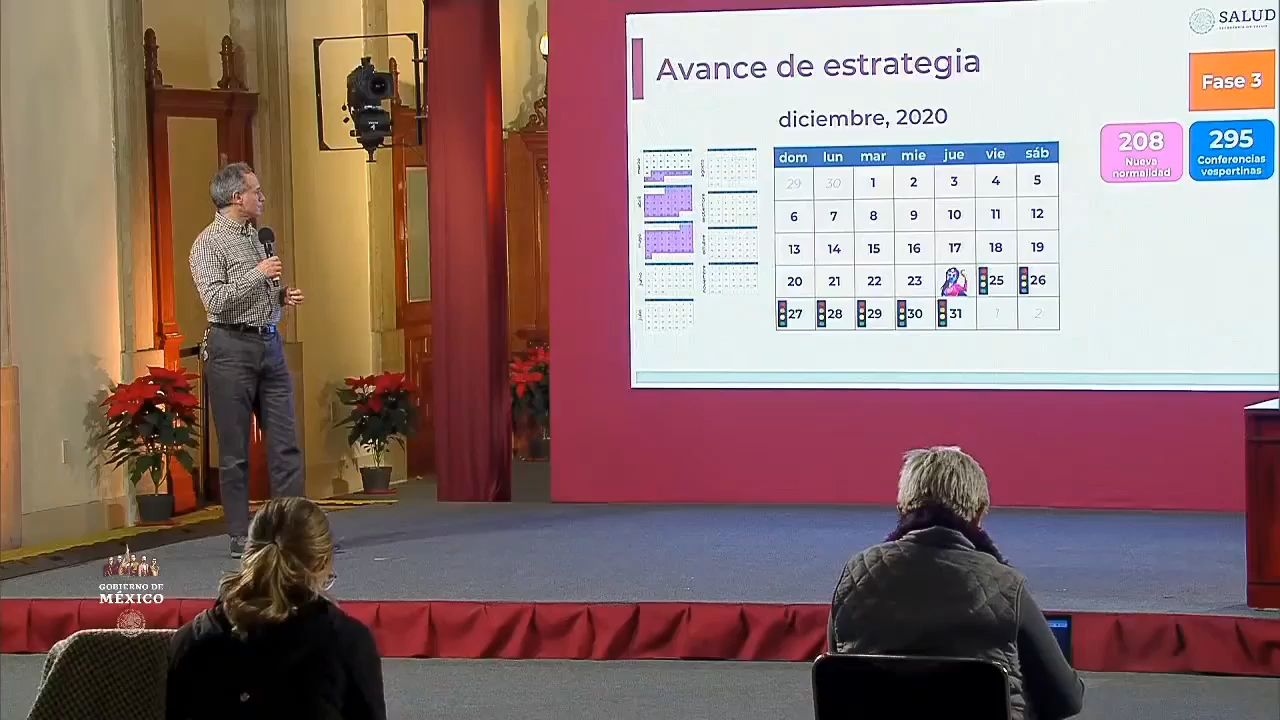 SALUD
SECRETARÍA DE SALUD
Avance de estrategia
Fase 3
diciembre, 2020
208
Nueva
normalidad
295
Conferencias
vespertinas
dom lun mar mie jue vie sáb
29 30 1 2 3 4 5
6 7 8 9 10 11 12
13 14 15 16 17 18 19
20 21 22 23 25 26
27 28 29 30 31 1 2
GOBIERNO DE
MÉXICO